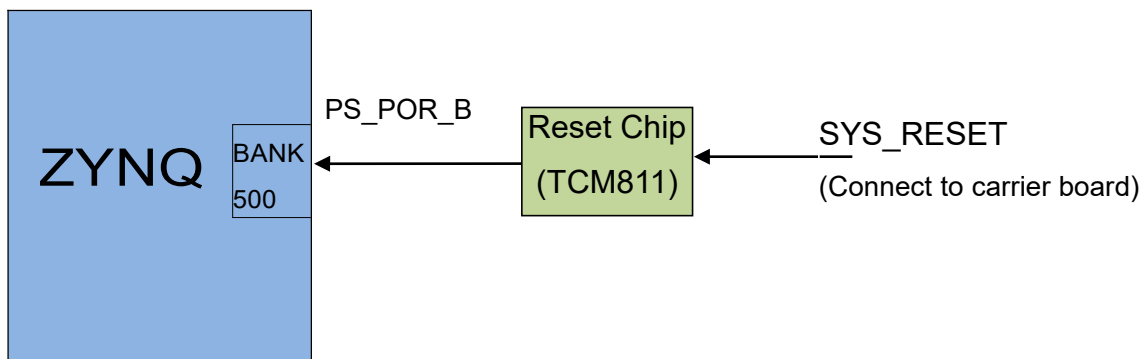 ZYNQ
BANK
500
PS_POR_B
Reset Chip
(TCM811)
SYS_RESET
(Connect to carrier board)